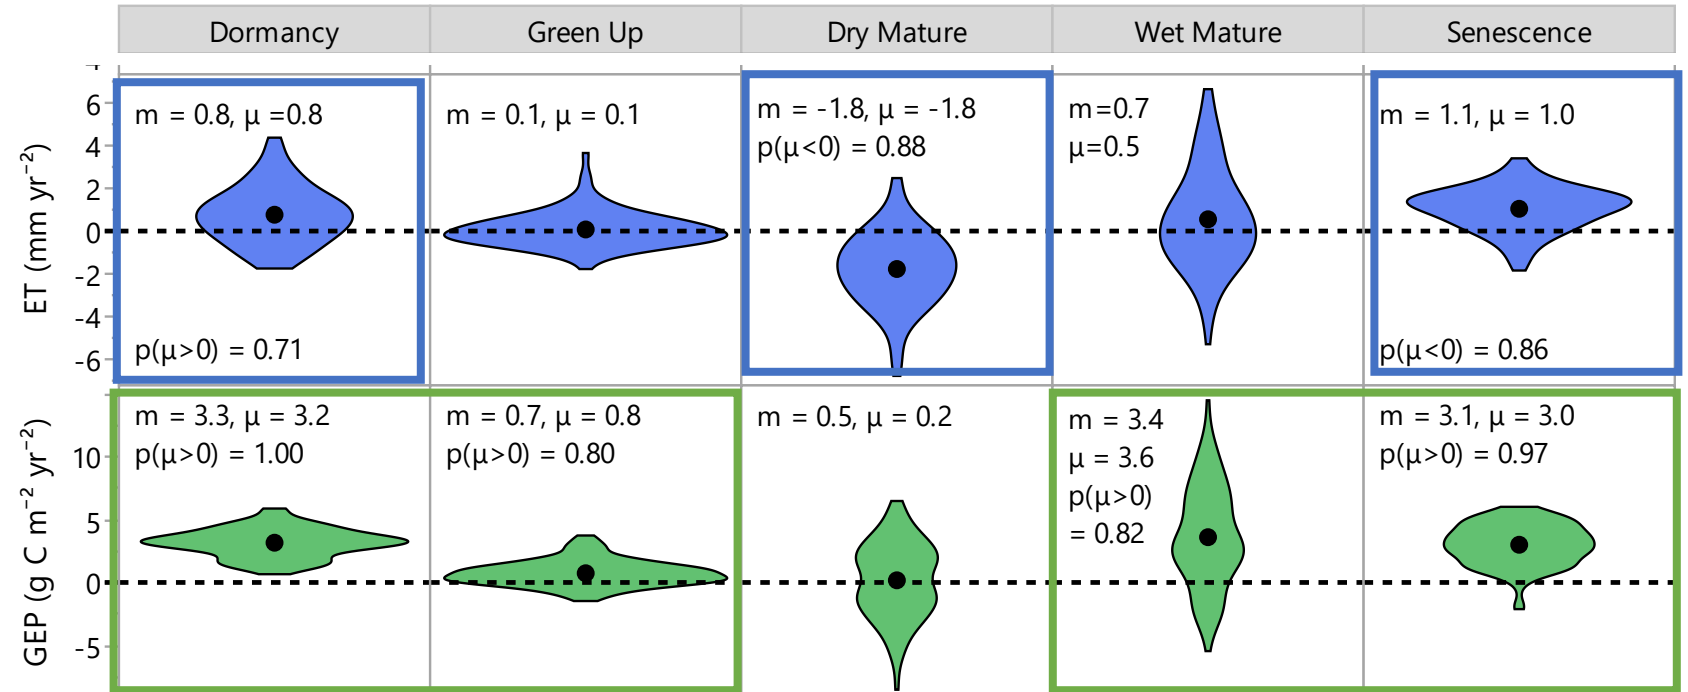 Dormancy
Green Up
Dry Mature
Wet Mature
Senescence
ET (mm yr⁻²)
6
4
2
0
-2
-4
-6
m = 0.8, μ =0.8
p(μ>0) = 0.71
m = 0.1, μ = 0.1
m = -1.8, μ = -1.8
p(μ<0) = 0.88
m=0.7
μ=0.5
m = 1.1, μ = 1.0
p(μ<0) = 0.86
GEP (g C m⁻² yr⁻²)
10
5
0
-5
m = 3.3, μ = 3.2
p(μ>0) = 1.00
m = 0.7, μ = 0.8
p(μ>0) = 0.80
m = 0.5, μ = 0.2
m = 3.4
μ = 3.6
p(μ>0)
= 0.82
m = 3.1, μ = 3.0
p(μ>0) = 0.97